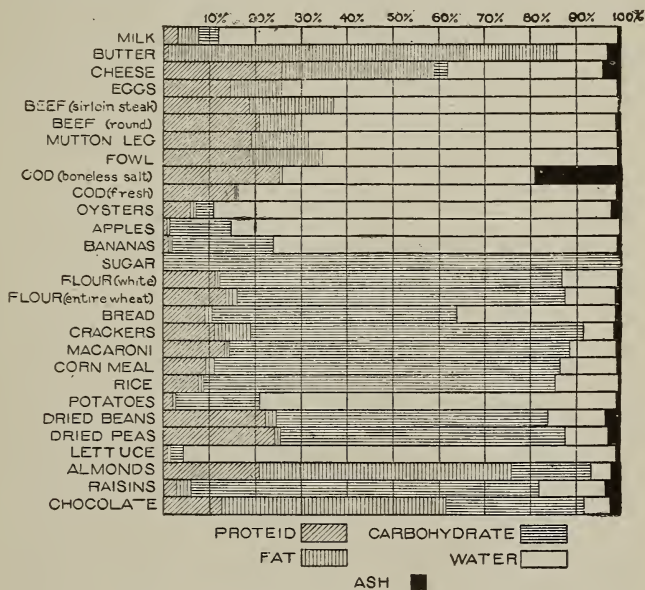 10% 20% 30% 40% 50% 60% 70% 80% 90% 100%
MILK
BUTTER
CHEESE
EGGS
BEEF (sirloin steak)
BEEF (round)
MUTTON LEG
FOWL
COD (boneless salt)
COD (fresh)
OYSTERS
APPLES
BANANAS
SUGAR
FLOUR (white)
FLOUR (entire wheat)
BREAD
CRACKERS
MACARONI
CORN MEAL
RICE
POTATOES
DRIED BEANS
DRIED PEAS
LETTUCE
ALMONDS
RAISINS
CHOCOLATE
PROTEID CARBOHYDRATE
FAT WATER
ASH